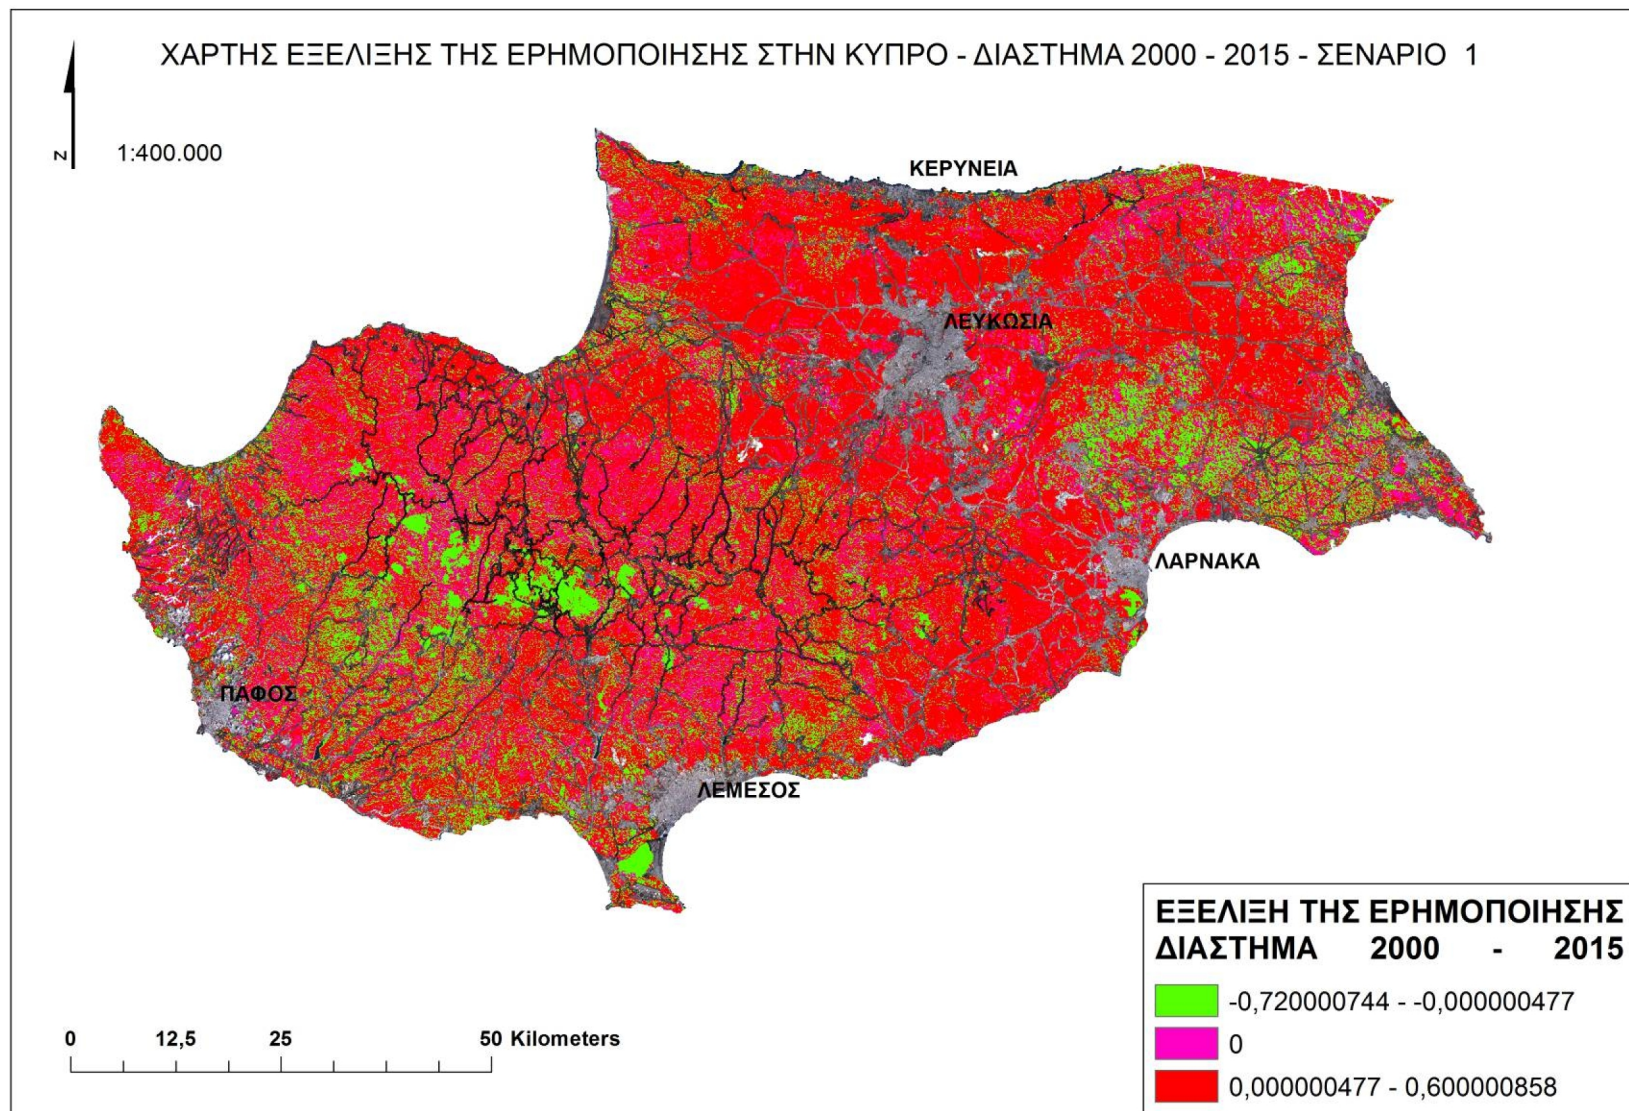 ΧΑΡΤΗΣ ΕΞΕΛΙΞΗΣ ΤΗΣ ΕΡΗΜΟΠΟΙΗΣΗΣ ΣΤΗΝ ΚΥΠΡΟ - ΔΙΑΣΤΗΜΑ 2000 - 2015 - ΣΕΝΑΡΙΟ 1
N
1:400.000
ΚΕΡΥΝΕΙΑ
ΛΕΥΚΩΣΙΑ
ΛΑΡΝΑΚΑ
ΠΑΦΟΣ
ΛΕΜΕΣΟΣ
ΕΞΕΛΙΞΗ ΤΗΣ ΕΡΗΜΟΠΟΙΗΣΗΣ
ΔΙΑΣΤΗΜΑ 2000 - 2015
-0,720000744 - -0,000000477
0
0,000000477 - 0,600000858
0 12,5 25 50 Kilometers